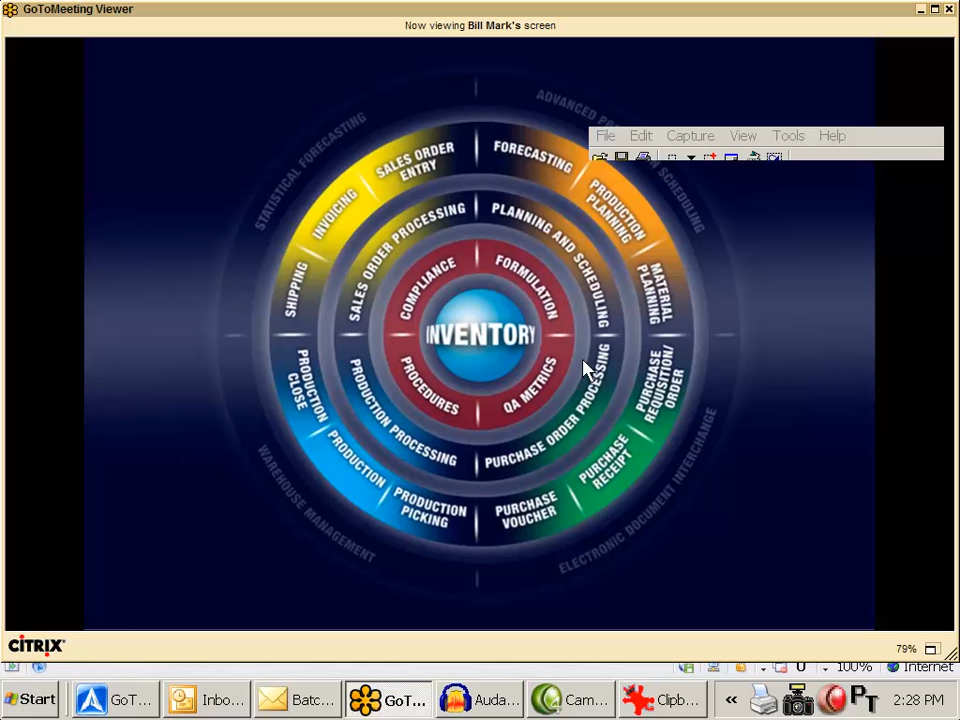 GoToMeeting Viewer
Now viewing Bill Mark's screen
File Edit Capture View Tools Help
STATISTICAL FORECASTING
SALES ORDER
ENTRY
FORECASTING
INVOICING
PRODUCTION
PLANNING
SHIPPING
MATERIAL
PLANNING
SALES ORDER PROCESSING
PLANNING AND SCHEDULING
COMPLIANCE
FORMULATION
INVENTORY
PROCEDURES
QA METRICS
PRODUCTION PROCESSING
PURCHASE ORDER PROCESSING
PRODUCTION
CLOSE
PURCHASE
REQUISITION/
ORDER
PRODUCTION
PURCHASE
RECEIPT
PRODUCTION
PICKING
PURCHASE
VOUCHER
WAREHOUSE MANAGEMENT
ELECTRONIC DOCUMENT INTERCHANGE
ADVANCED SCHEDULING
CiTRIX
79%
U 100% Internet
Start GoT... Inbo... Batc... GoT... Auda... Cam... Clipb... « PT 2:28 PM